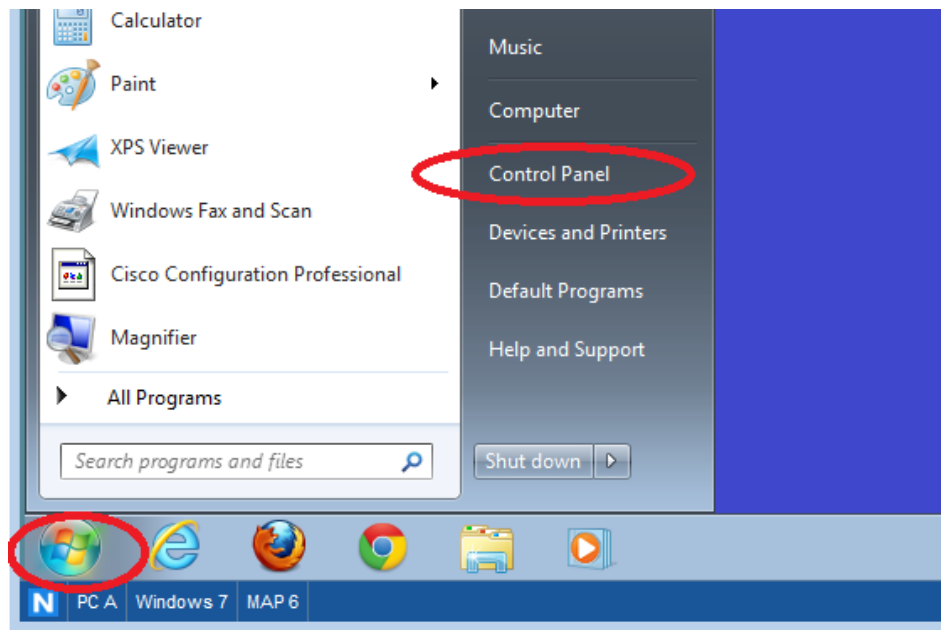 Calculator
Paint
XPS Viewer
Windows Fax and Scan
Cisco Configuration Professional
Magnifier
All Programs
Search programs and files
Music
Computer
Control Panel
Devices and Printers
Default Programs
Help and Support
Shut down
N PC A Windows 7 MAP 6